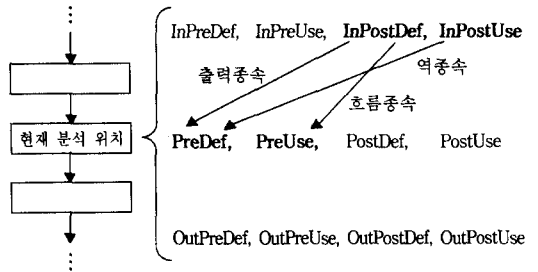 InPreDef, InPreUse, InPostDef, InPostUse
출력종속
역종속
흐름종속
현재 분석 위치
PreDef, PreUse, PostDef, PostUse
OutPreDef, OutPreUse, OutPostDef, OutPostUse